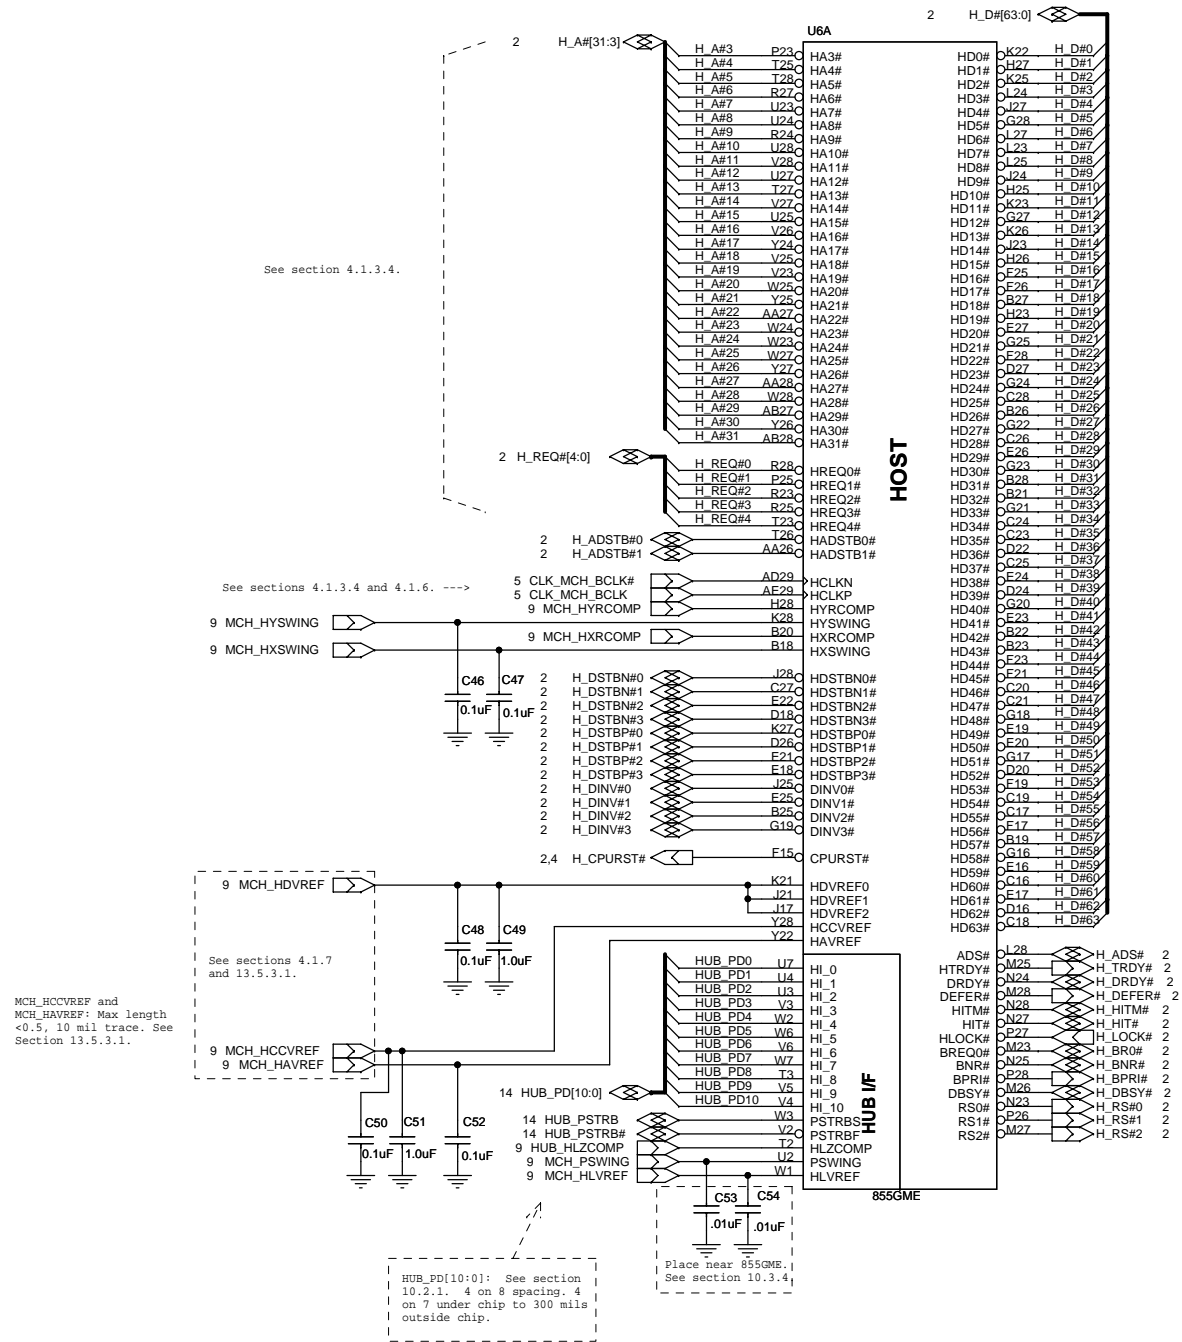 2 H_D#[63:0]
U6A
2 H_A#[31:3]
H_A#3 P23 HA3# HD0# K22 H_D#0
H_A#4 T25 HA4# HD1# H27 H_D#1
H_A#5 T28 HA5# HD2# K25 H_D#2
H_A#6 R27 HA6# HD3# L24 H_D#3
H_A#7 U23 HA7# HD4# J27 H_D#4
H_A#8 U24 HA8# HD5# G28 H_D#5
H_A#9 R24 HA9# HD6# L27 H_D#6
H_A#10 U28 HA10# HD7# L23 H_D#7
H_A#11 V28 HA11# HD8# L25 H_D#8
H_A#12 U27 HA12# HD9# J24 H_D#9
H_A#13 T27 HA13# HD10# H25 H_D#10
H_A#14 V27 HA14# HD11# K23 H_D#11
H_A#15 U25 HA15# HD12# G27 H_D#12
H_A#16 V26 HA16# HD13# K26 H_D#13
H_A#17 Y24 HA17# HD14# J23 H_D#14
H_A#18 V25 HA18# HD15# H26 H_D#15
See section 4.1.3.4.
H_A#19 V23 HA19# HD16# F25 H_D#16
H_A#20 W25 HA20# HD17# F26 H_D#17
H_A#21 Y25 HA21# HD18# B27 H_D#18
H_A#22 AA27 HA22# HD19# H23 H_D#19
H_A#23 W24 HA23# HD20# E27 H_D#20
H_A#24 W23 HA24# HD21# G25 H_D#21
H_A#25 W27 HA25# HD22# F28 H_D#22
H_A#26 Y27 HA26# HD23# D27 H_D#23
H_A#27 AA28 HA27# HD24# G24 H_D#24
H_A#28 W28 HA28# HD25# C28 H_D#25
H_A#29 AB27 HA29# HD26# B26 H_D#26
H_A#30 Y26 HA30# HD27# G22 H_D#27
H_A#31 AB28 HA31# HD28# C26 H_D#28
HD29# E26 H_D#29
2 H_REQ#[4:0]
HOST
H_REQ#0 R28 HREQ0# HD30# G23 H_D#30
H_REQ#1 P25 HREQ1# HD31# B28 H_D#31
H_REQ#2 R23 HREQ2# HD32# B21 H_D#32
H_REQ#3 R25 HREQ3# HD33# G21 H_D#33
H_REQ#4 T23 HREQ4# HD34# C24 H_D#34
2 H_ADSTB#0 T26 HADSTB0# HD35# C23 H_D#35
2 H_ADSTB#1 AA26 HADSTB1# HD36# D22 H_D#36
HD37# C25 H_D#37
5 CLK_MCH_BCLK# AD29 HCLKN HD38# E24 H_D#38
See sections 4.1.3.4 and 4.1.6. --->
5 CLK_MCH_BCLK AE29 HCLKP HD39# D24 H_D#39
9 MCH_HYRCOMP H28 HYRCOMP HD40# G20 H_D#40
9 MCH_HYSWING K28 HYSWING HD41# E23 H_D#41
9 MCH_HXRCOMP B20 HXRCOMP HD42# B22 H_D#42
9 MCH_HXSWING B18 HXSWING HD43# B23 H_D#43
HD44# F23 H_D#44
C46 0.1uF
C47 0.1uF
2 H_DSTBN#0 J28 HDSTBN0# HD45# F21 H_D#45
2 H_DSTBN#1 C27 HDSTBN1# HD46# C20 H_D#46
2 H_DSTBN#2 E22 HDSTBN2# HD47# C21 H_D#47
2 H_DSTBN#3 D18 HDSTBN3# HD48# G18 H_D#48
2 H_DSTBP#0 K27 HDSTBP0# HD49# E19 H_D#49
2 H_DSTBP#1 D26 HDSTBP1# HD50# E20 H_D#50
2 H_DSTBP#2 E21 HDSTBP2# HD51# G17 H_D#51
2 H_DSTBP#3 E18 HDSTBP3# HD52# D20 H_D#52
2 H_DINV#0 J25 DINV0# HD53# F19 H_D#53
2 H_DINV#1 E25 DINV1# HD54# C19 H_D#54
2 H_DINV#2 B25 DINV2# HD55# C17 H_D#55
2 H_DINV#3 G19 DINV3# HD56# F17 H_D#56
HD57# B19 H_D#57
2,4 H_CPURST# F15 CPURST# HD58# G16 H_D#58
HD59# E16 H_D#59
9 MCH_HDVREF K21 HDVREF0 HD60# C16 H_D#60
J21 HDVREF1 HD61# E17 H_D#61
J17 HDVREF2 HD62# D16 H_D#62
Y28 HCCVREF HD63# C18 H_D#63
Y22 HAVREF
C48 0.1uF
C49 1.0uF
See sections 4.1.7
and 13.5.3.1.
MCH_HCCVREF and
MCH_HAVREF: Max length
<0.5, 10 mil trace. See
Section 13.5.3.1.
9 MCH_HCCVREF
9 MCH_HAVREF
C50 0.1uF
C51 1.0uF
C52 0.1uF
ADS# L28 H_ADS# 2
HUB_PD0 U7 HI_0 HTRDY# M25 H_TRDY# 2
HUB_PD1 U4 HI_1 DRDY# N24 H_DRDY# 2
HUB_PD2 U3 HI_2 DEFER# M28 H_DEFER# 2
HUB_PD3 V3 HI_3 HITM# N28 H_HITM# 2
HUB_PD4 W2 HI_4 HIT# N27 H_HIT# 2
HUB_PD5 W6 HI_5 HLOCK# P27 H_LOCK# 2
HUB_PD6 V6 HI_6 BREQ0# M23 H_BR0# 2
HUB_PD7 W7 HI_7 BNR# N25 H_BNR# 2
HUB_PD8 T3 HI_8 BPRI# P28 H_BPRI# 2
HUB_PD9 V5 HI_9 DBSY# M26 H_DBSY# 2
HUB_PD10 V4 HI_10 RS0# N23 H_RS#0 2
14 HUB_PD[10:0]
HUB I/F
14 HUB_PSTRB W3 PSTRBS RS1# P26 H_RS#1 2
14 HUB_PSTRB# V2 PSTRBF RS2# M27 H_RS#2 2
9 HUB_HLZCOMP T2 HLZCOMP
9 MCH_PSWING U2 PSWING
9 MCH_HLVREF W1 HLVREF
855GME
C53 .01uF
C54 .01uF
Place near 855GME.
See section 10.3.4
HUB_PD[10:0]: See section
10.2.1. 4 on 8 spacing. 4
on 7 under chip to 300 mils
outside chip.